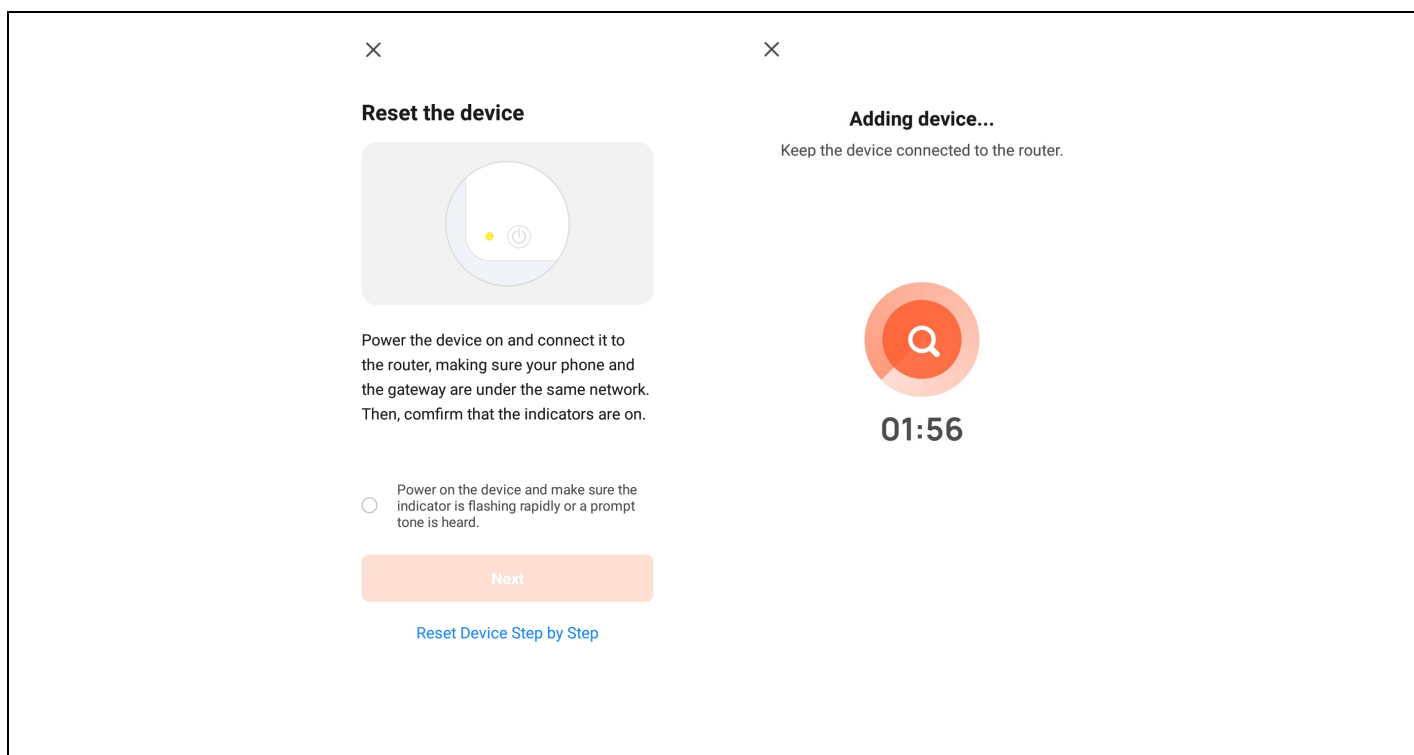 Reset the device
Power the device on and connect it to
the router, making sure your phone and
the gateway are under the same network.
Then, comfirm that the indicators are on.
Power on the device and make sure the
indicator is flashing rapidly or a prompt
tone is heard.
Next
Reset Device Step by Step
Adding device...
Keep the device connected to the router.
01:56